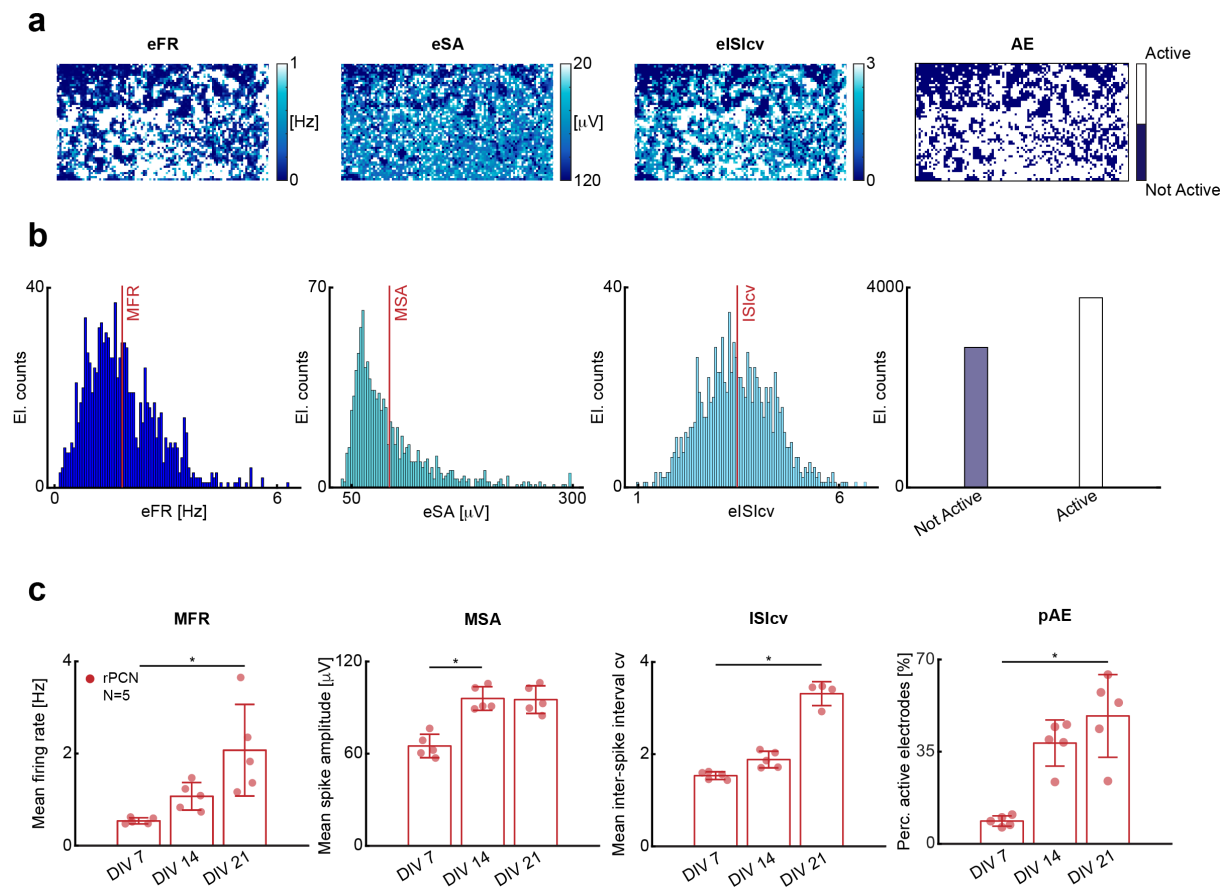 a
eFR
eSA
eISIcv
AE
1
[Hz]
0
20
[μV]
120
3
0
Active
Not Active
b
40
El. counts
0
MFR
0
6
eFR [Hz]
70
El. counts
0
MSA
50
300
eSA [μV]
40
El. counts
0
ISIcv
1
6
eISIcv
4000
El. counts
0
Not Active
Active
c
MFR
4
Mean firing rate [Hz]
2
0
*
rPCN
N=5
DIV 7
DIV 14
DIV 21
MSA
120
Mean spike amplitude [μV]
60
0
*
DIV 7
DIV 14
DIV 21
ISIcv
4
Mean inter-spike interval cv
2
0
*
DIV 7
DIV 14
DIV 21
pAE
70
Perc. active electrodes [%]
35
0
*
DIV 7
DIV 14
DIV 21